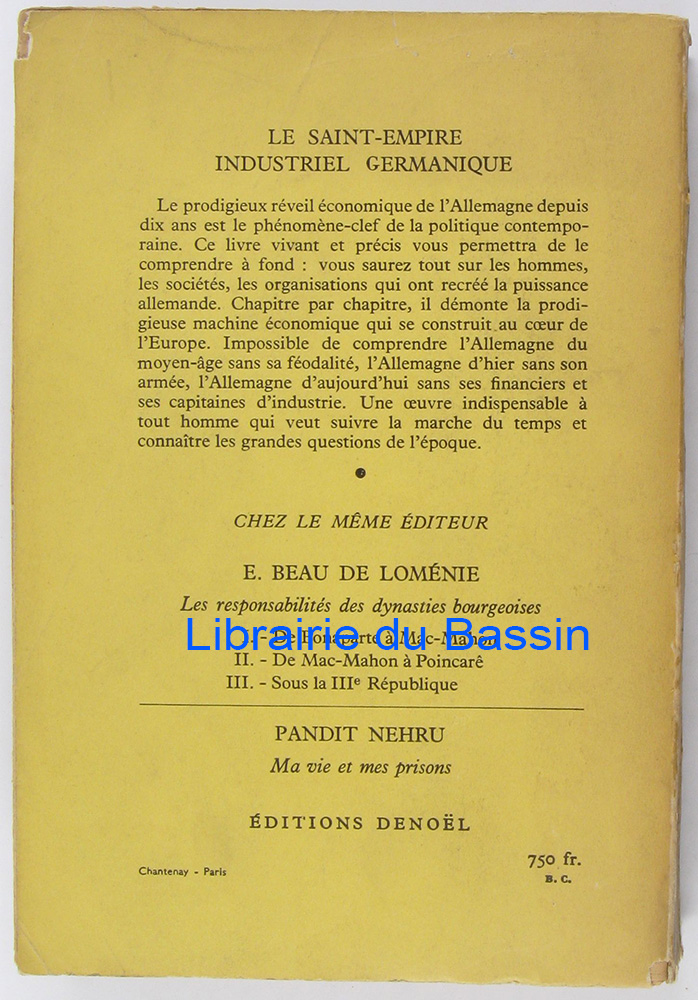 LE SAINT-EMPIRE
INDUSTRIEL GERMANIQUE
Le prodigieux réveil économique de l'Allemagne depuis
dix ans est le phénomène-clef de la politique contempo-
raine. Ce livre vivant et précis vous permettra de le
comprendre à fond : vous saurez tout sur les hommes,
les sociétés, les organisations qui ont recréé la puissance
allemande. Chapitre par chapitre, il démonte la prodi-
gieuse machine économique qui se construit au cœur de
l'Europe. Impossible de comprendre l'Allemagne du
moyen-âge sans sa féodalité, l'Allemagne d'hier sans son
armée, l'Allemagne d'aujourd'hui sans ses financiers et
ses capitaines d'industrie. Une œuvre indispensable à
tout homme qui veut suivre la marche du temps et
connaître les grandes questions de l'époque.
CHEZ LE MÊME ÉDITEUR
E. BEAU DE LOMÉNIE
Les responsabilités des dynasties bourgeoises
I. - De Bonaparte à Mac-Mahon
Librairie du Bassin
II. - De Mac-Mahon à Poincarê
III. - Sous la IIIe République
PANDIT NEHRU
Ma vie et mes prisons
ÉDITIONS DENOËL
Chantenay - Paris
750 fr.
B. C.